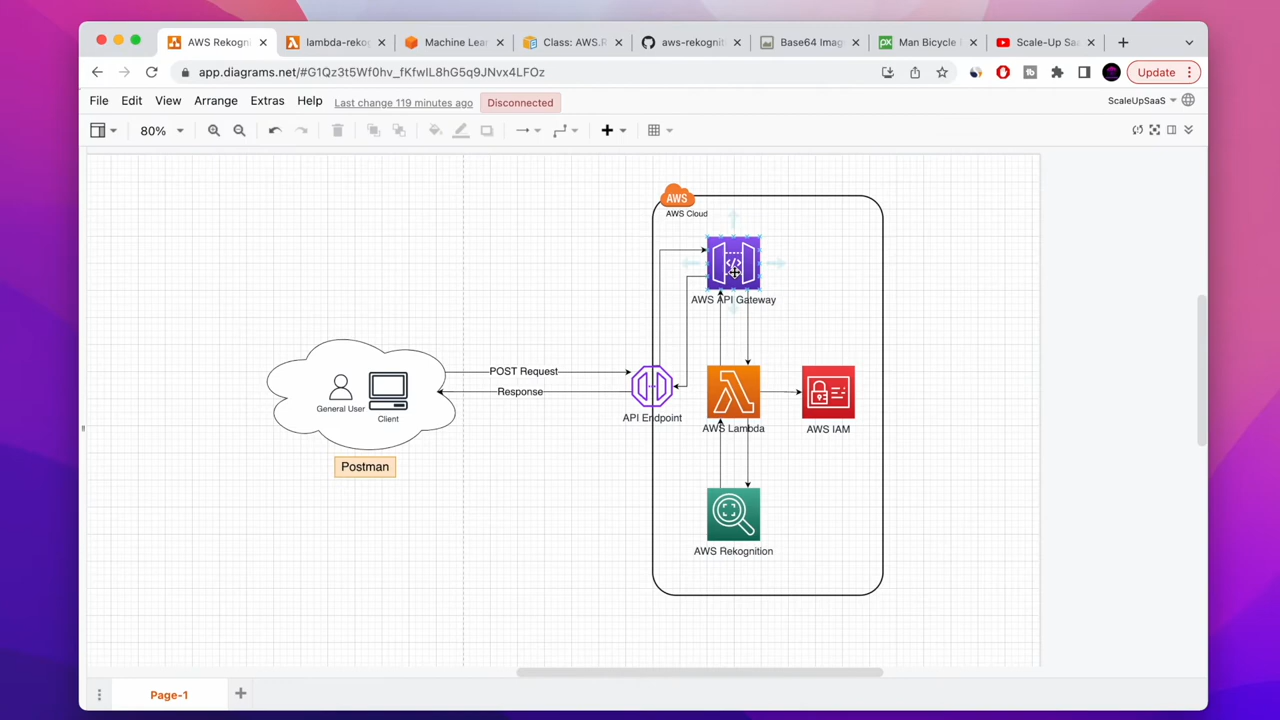 AWS Rekogni
lambda-reko
Machine Lear
Class: AWS.R
aws-rekognit
Base64 Imag
Man Bicycle I
Scale-Up Saa
app.diagrams.net/#G1Qz3t5Wf0hv_fKfwIL8hG5q9JNvx4LFOz
Update
File Edit View Arrange Extras Help Last change 119 minutes ago Disconnected
ScaleUpSaaS
80%
AWS
AWS Cloud
AWS API Gateway
POST Request
Response
General User
Client
API Endpoint
AWS Lambda
AWS IAM
Postman
AWS Rekognition
Page-1